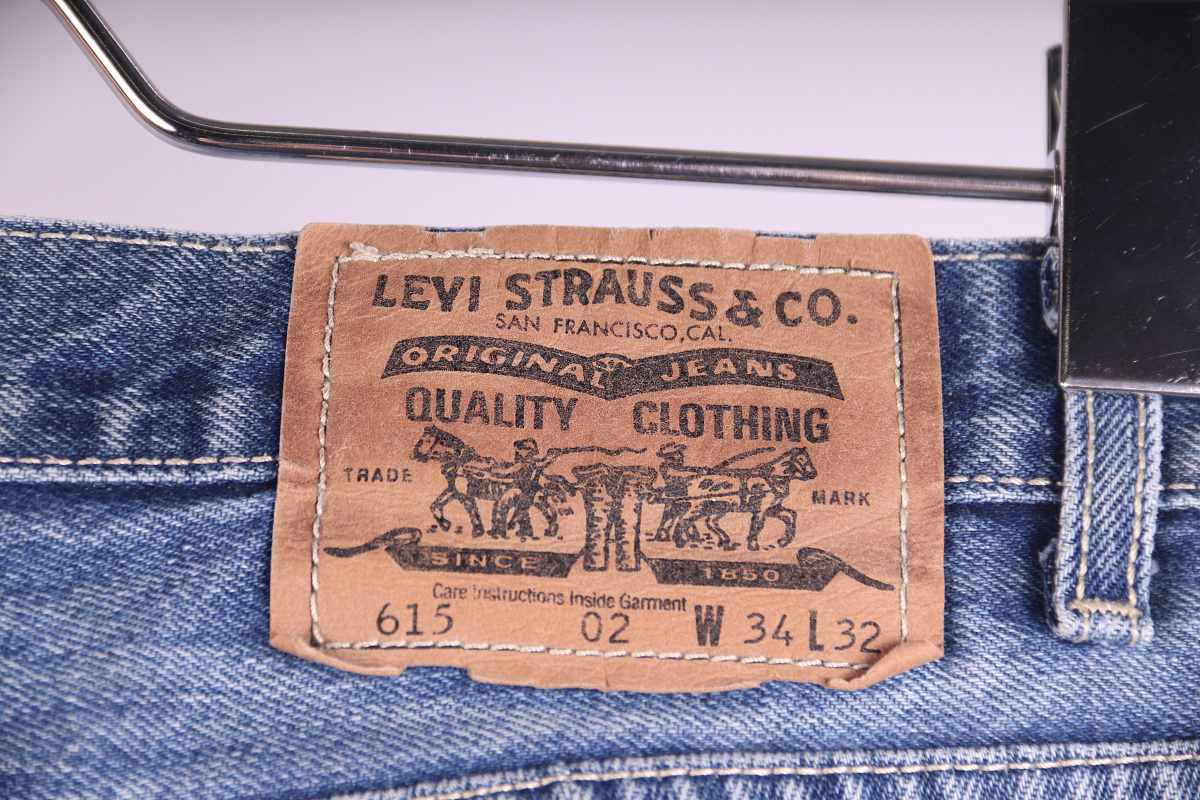 LEVI STRAUSS & CO.
SAN FRANCISCO, CAL.
ORIGINAL JEANS
QUALITY CLOTHING
TRADE MARK
SINCE 1850
Care Instructions Inside Garment
615 02 W 34 L 32